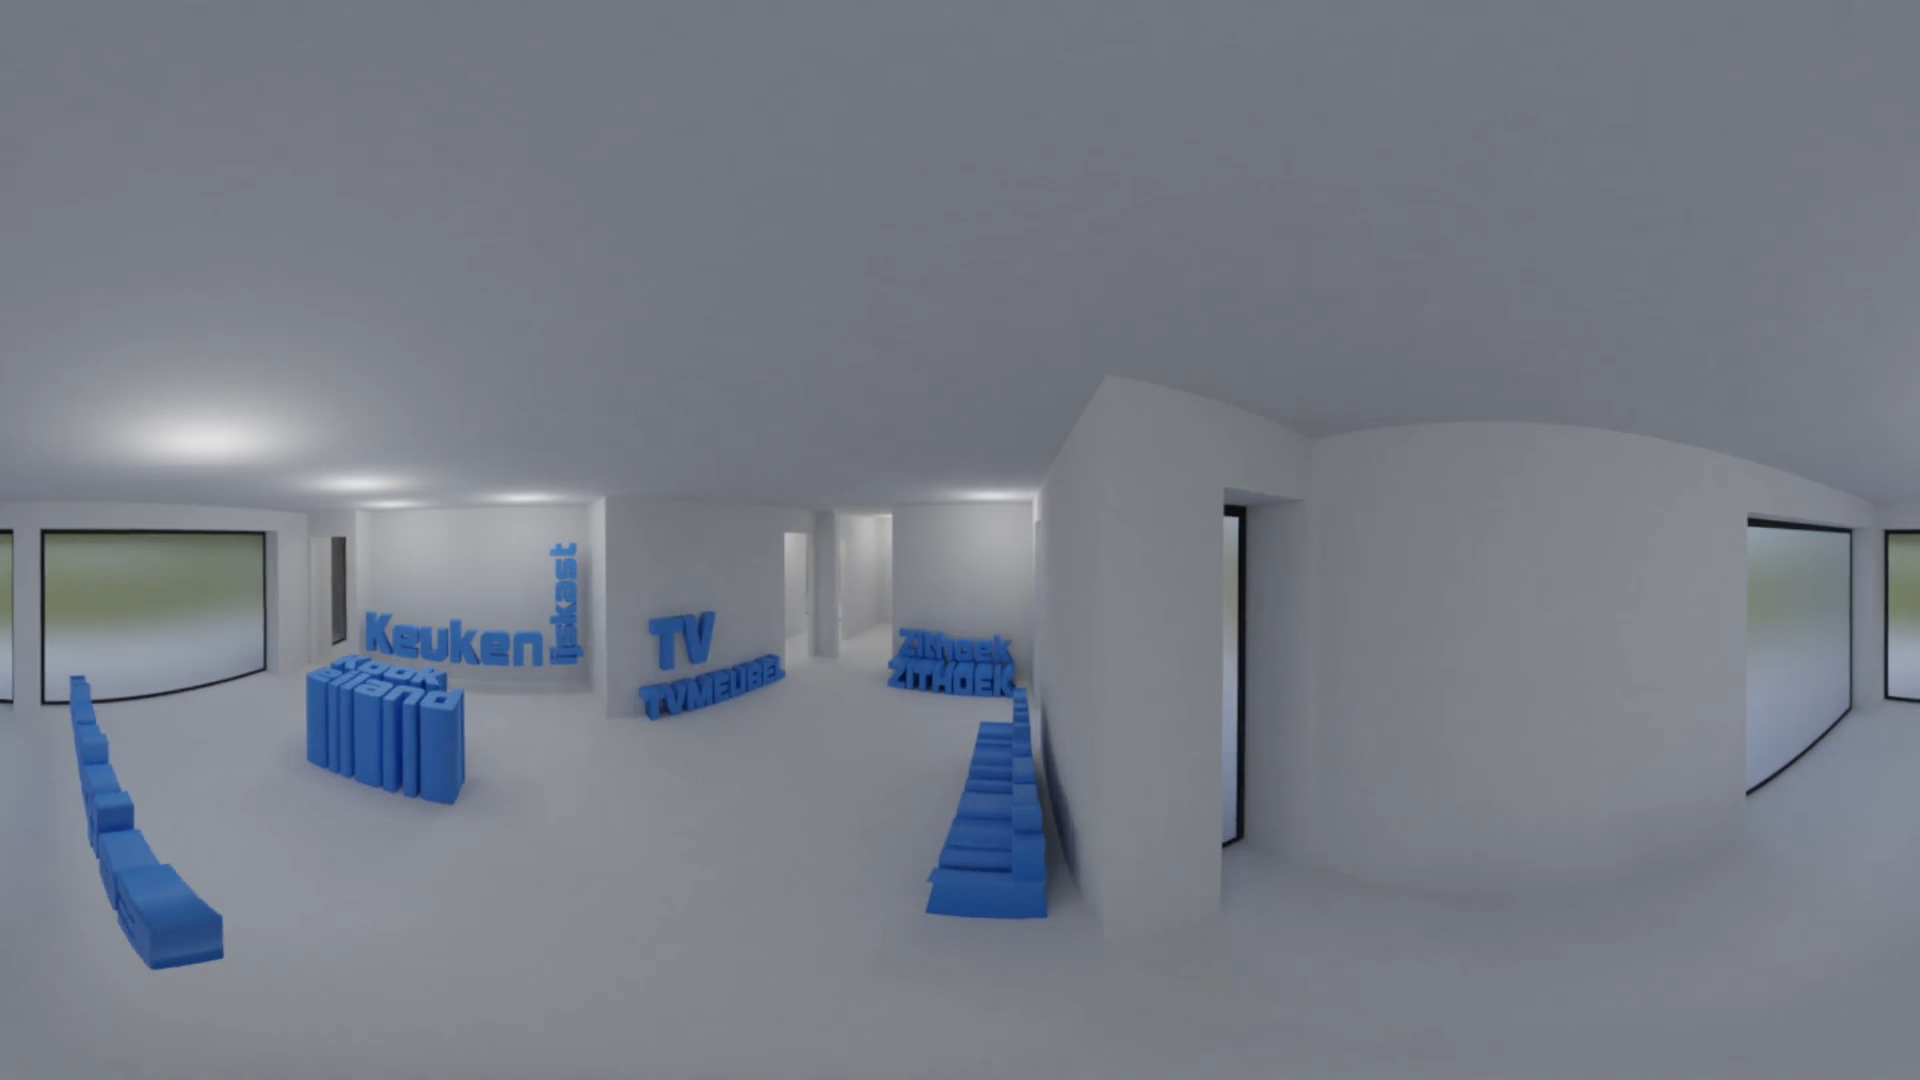 Keuken
Ijskast
Kook
eiland
TV
TVMEUBEL
Zithoek
ZITHOEK